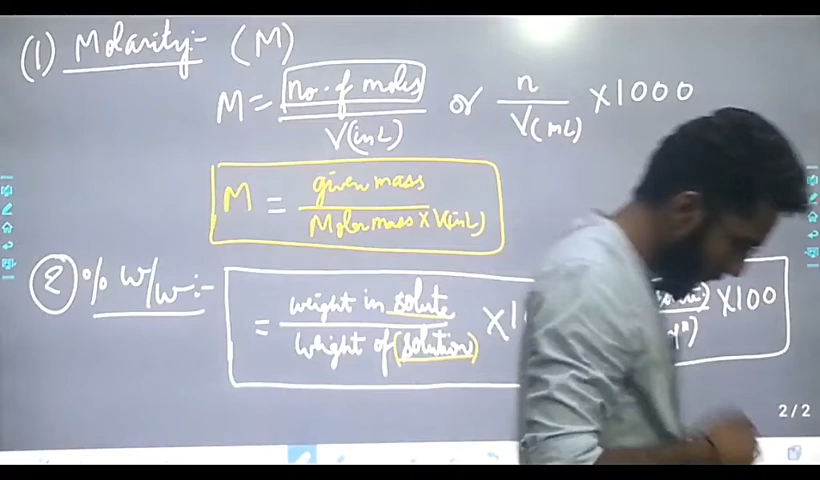 (1) Molarity:- (M)
M = no. of moles / V(in L) or n / V(mL) ×1000
M = given mass / Molar mass × V(in L)
② % w/w:-
= weight in solute / Weight of (solution) ×1 ×100
2/2